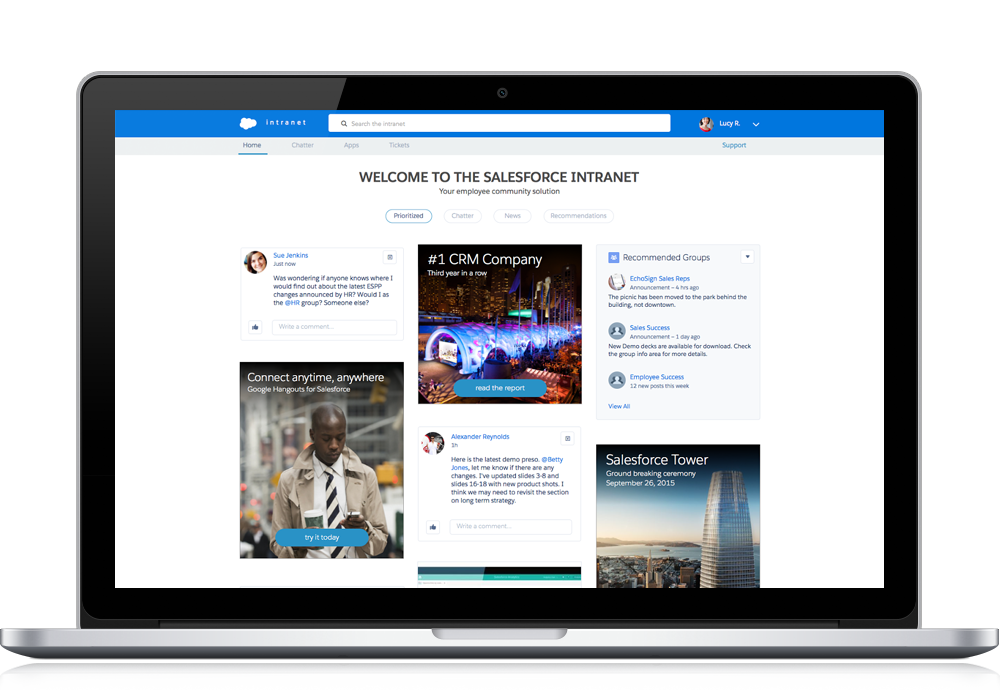 intranet
Search the intranet
Lucy R.
Home
Chatter
Apps
Tickets
Support
WELCOME TO THE SALESFORCE INTRANET
Your employee community solution
Prioritized
Chatter
News
Recommendations
Sue Jenkins
Just now
Was wondering if anyone knows where I
would find out about the latest ESPP
changes announced by HR? Would I as
the @HR group? Someone else?
Write a comment...
Connect anytime, anywhere
Google Hangouts for Salesforce
try it today
#1 CRM Company
Third year in a row
read the report
Alexander Reynolds
1h
Here is the latest demo preso. @Betty
Jones, let me know if there are any
changes. I've updated slides 3-8 and
slides 16-18 with new product shots. I
think we may need to revisit the section
on long term strategy.
Write a comment...
Recommended Groups
EchoSign Sales Reps
Announcement – 4 hrs ago
The picnic has been moved to the park behind the
building, not downtown.
Sales Success
Announcement – 1 day ago
New Demo decks are available for download. Check
the group info area for more details.
Employee Success
12 new posts this week
View All
Salesforce Tower
Ground breaking ceremony
September 26, 2015